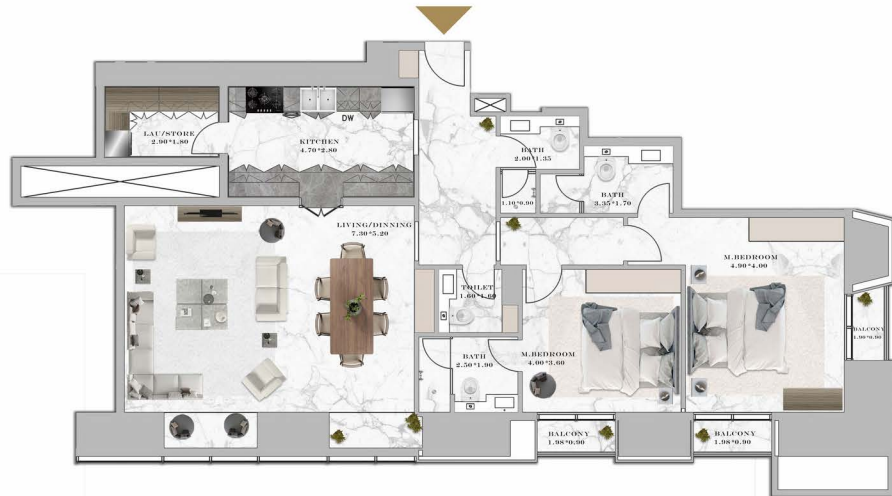 DW
LAU/STORE
2.90*1.80
KITCHEN
4.70*2.80
BATH
2.00*1.35
BATH
3.35*1.70
1.10*0.90
LIVING/DINNING
7.30*5.20
M.BEDROOM
4.90*4.00
TOILET
1.60*1.60
BALCONY
1.90*0.90
BATH
2.50*1.90
M.BEDROOM
4.00*3.60
BALCONY
1.98*0.90
BALCONY
1.98*0.90